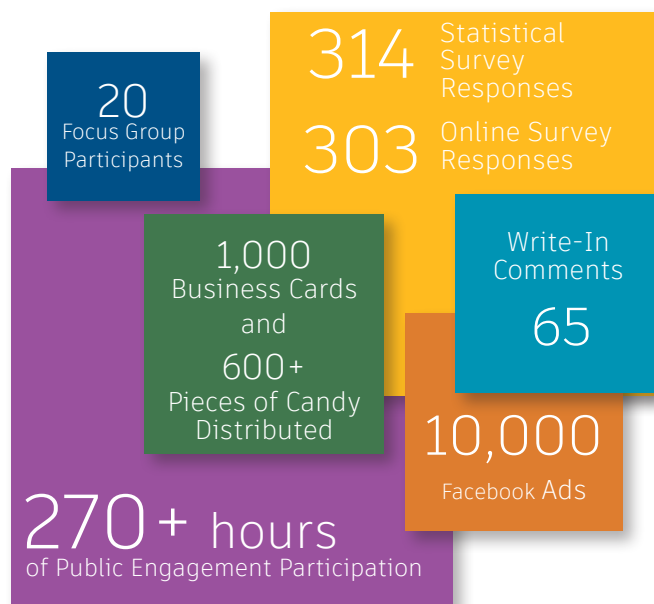 314
Statistical
Survey
Responses
303
Online Survey
Responses
20
Focus Group
Participants
Write-In
Comments
65
1,000
Business Cards
and
600+
Pieces of Candy
Distributed
10,000
Facebook Ads
270+ hours
of Public Engagement Participation